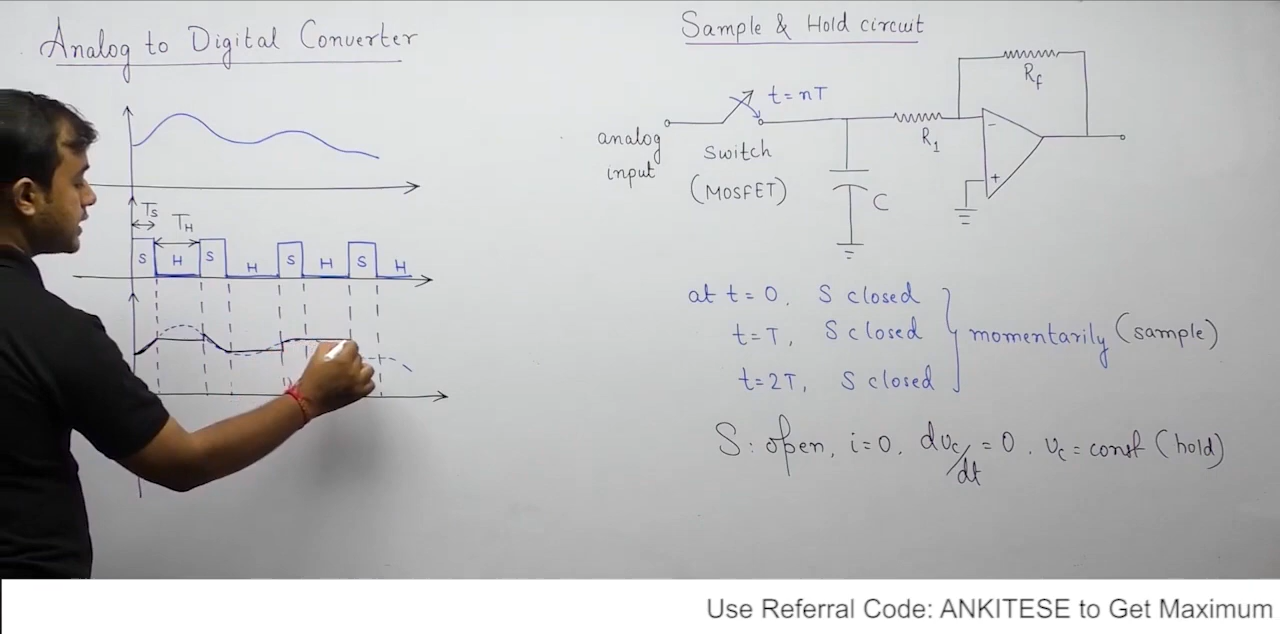 Analog to Digital Converter
Sample & Hold circuit
t = nT
Rf
R1
analog
input
switch
(MOSFET)
-
+
C
Ts
TH
S H S H S H S H
at t = 0, S closed
t = T, S closed
t = 2T, S closed
momentarily (sample)
S: open, i = 0. dvc/dt = 0. vc = const (hold)
Use Referral Code: ANKITESE to Get Maximum